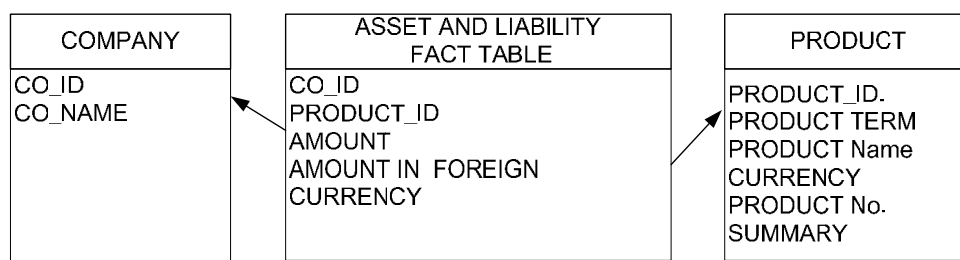 COMPANY
CO_ID
CO_NAME
ASSET AND LIABILITY
FACT TABLE
CO_ID
PRODUCT_ID
AMOUNT
AMOUNT IN FOREIGN
CURRENCY
PRODUCT
PRODUCT_ID.
PRODUCT TERM
PRODUCT Name
CURRENCY
PRODUCT No.
SUMMARY